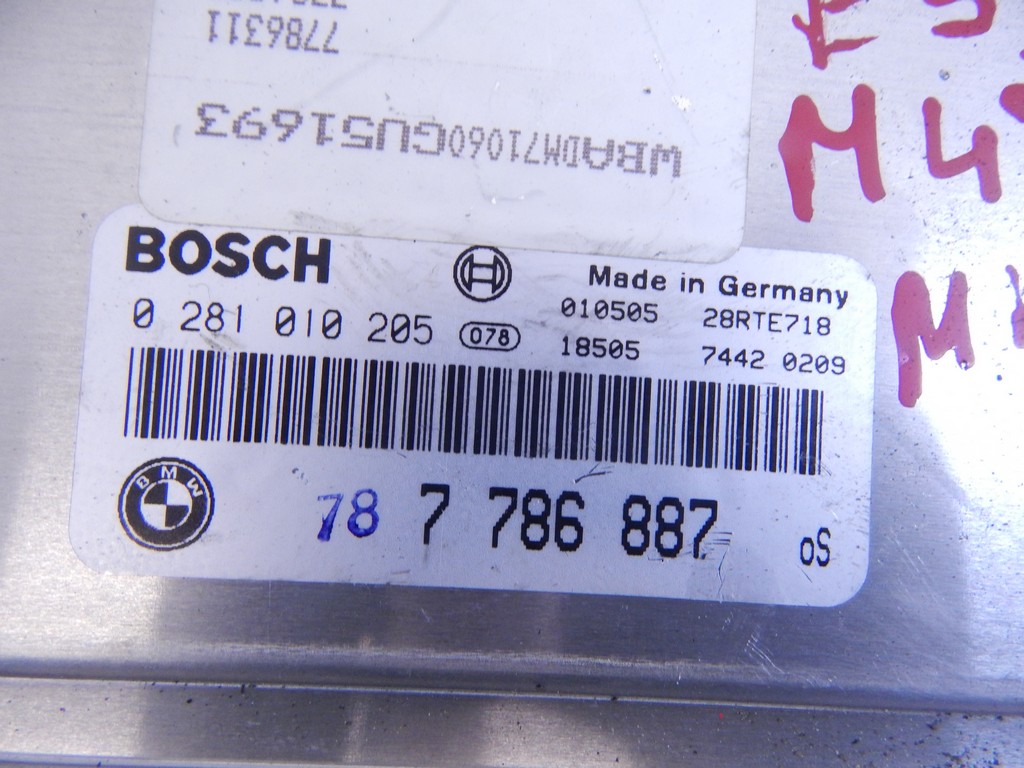 7786311
WBADM71060GU51693
M4
M
BOSCH
Made in Germany
0 281 010 205 078
010505 28RTE718
18505 7442 0209
BMW
78 7 786 887 oS